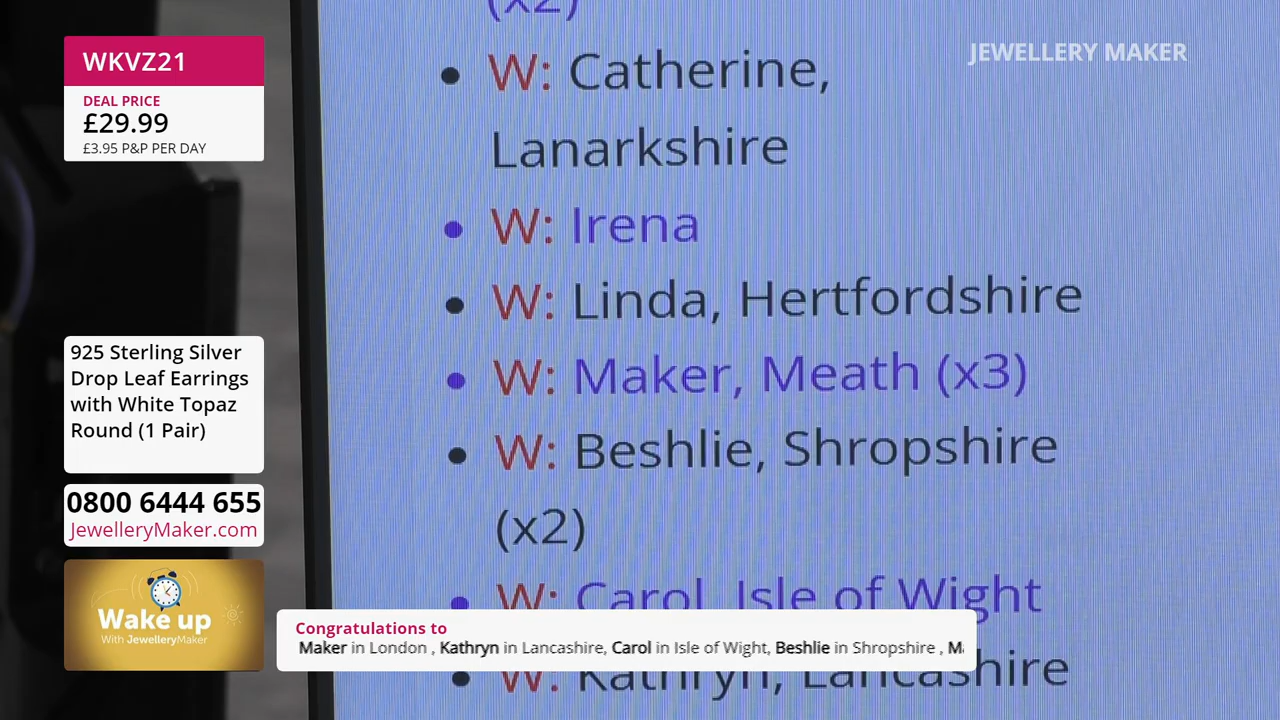 WKVZ21
DEAL PRICE
£29.99
£3.95 P&P PER DAY
925 Sterling Silver
Drop Leaf Earrings
with White Topaz
Round (1 Pair)
0800 6444 655
JewelleryMaker.com
Wake up
With JewelleryMaker
JEWELLERY MAKER
(x2)
• W: Catherine,
Lanarkshire
• W: Irena
• W: Linda, Hertfordshire
• W: Maker, Meath (x3)
• W: Beshlie, Shropshire
(x2)
• W: Carol, Isle of Wight
• W: Kathryn, Lancashire
Congratulations to
Maker in London , Kathryn in Lancashire, Carol in Isle of Wight, Beshlie in Shropshire ,